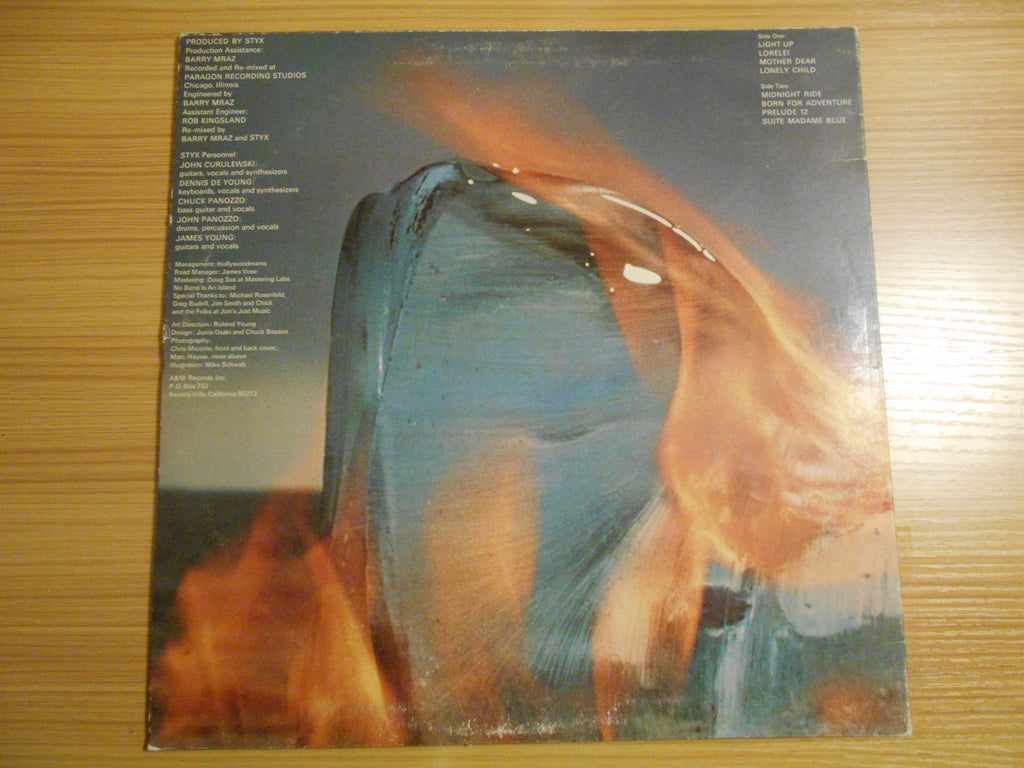 PRODUCED BY STYX
Production Assistance:
BARRY MRAZ
Recorded and Re-mixed at
PARAGON RECORDING STUDIOS
Chicago, Illinois
Engineered by
BARRY MRAZ
Assistant Engineer:
ROB KINGSLAND
Re-mixed by
BARRY MRAZ and STYX
STYX Personnel:
JOHN CURULEWSKI:
guitars, vocals and synthesizers
DENNIS DE YOUNG:
keyboards, vocals and synthesizers
CHUCK PANOZZO:
bass guitar and vocals
JOHN PANOZZO:
drums, percussion and vocals
JAMES YOUNG:
guitars and vocals
Management: Hollywoodreams
Road Manager: James Vose
Mastering: Doug Sax at Mastering Labs
No Band Is An Island
Special Thanks to: Michael Rosenfeld,
Greg Budell, Jim Smith and Chick
and the Folks at Jon's Just Music
Art Direction: Roland Young
Design: Junie Osaki and Chuck Beeson
Photography:
Chris Micoine, front and back cover;
Marc Hauser, inner sleeve
Illustration: Mike Schwab
A&M Records, Inc.
P.O. Box 782
Beverly Hills, California 90213
Side One:
LIGHT UP
LORELEI
MOTHER DEAR
LONELY CHILD
Side Two:
MIDNIGHT RIDE
BORN FOR ADVENTURE
PRELUDE 12
SUITE MADAME BLUE